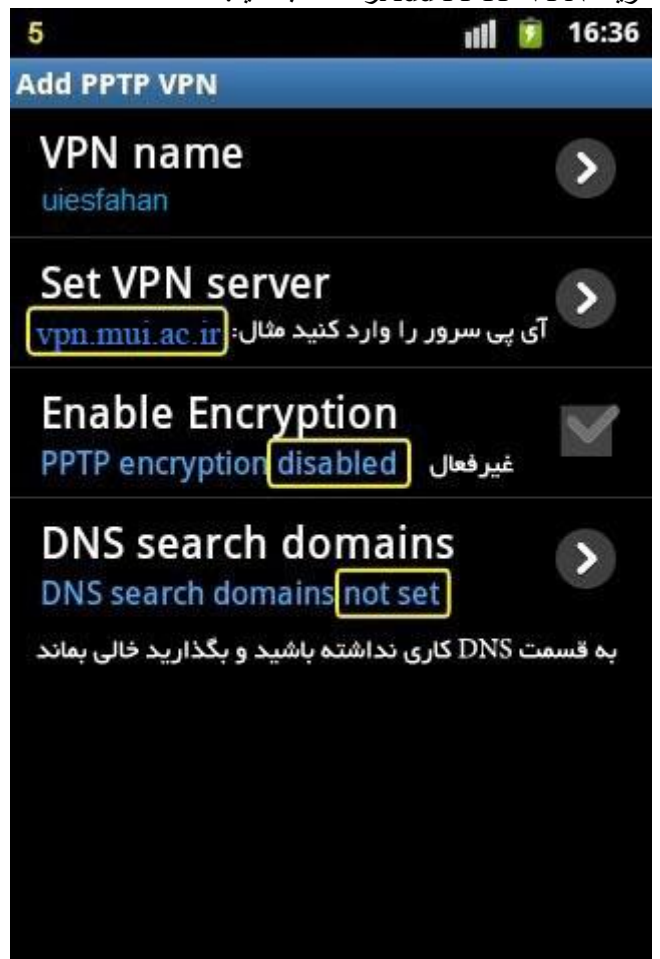 5 16:36
Add PPTP VPN
VPN name
uiesfahan
Set VPN server
آی پی سرور را وارد کنید مثال: vpn.mui.ac.ir
Enable Encryption
PPTP encryption disabled غیرفعال
DNS search domains
DNS search domains not set
به قسمت DNS کاری نداشته باشید و بگذارید خالی بماند